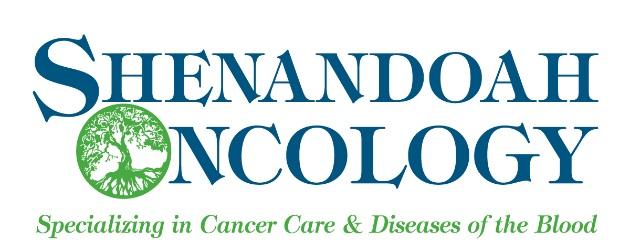 SHENANDOAH
ONCOLOGY
Specializing in Cancer Care & Diseases of the Blood